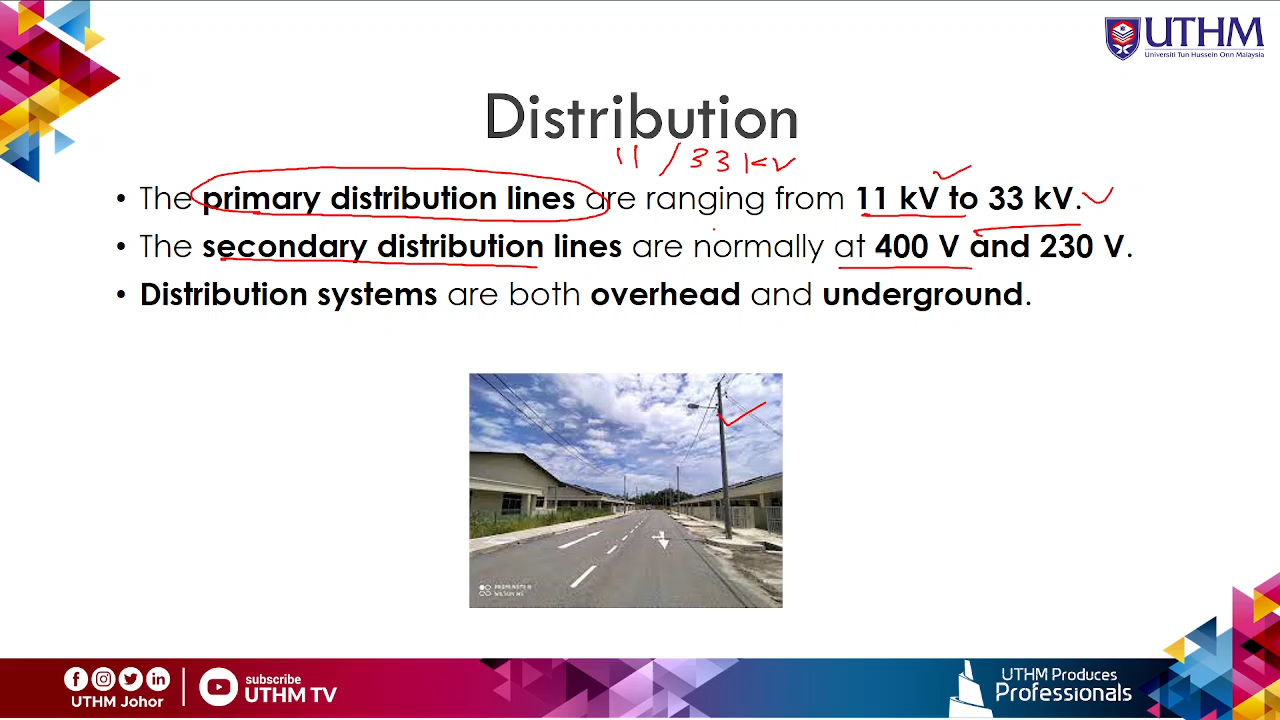 UTHM
Universiti Tun Hussein Onn Malaysia
Distribution
11 / 33 kV
• The primary distribution lines are ranging from 11 kV to 33 kV.
• The secondary distribution lines are normally at 400 V and 230 V.
• Distribution systems are both overhead and underground.
UTHM Johor
subscribe
UTHM TV
UTHM Produces
Professionals